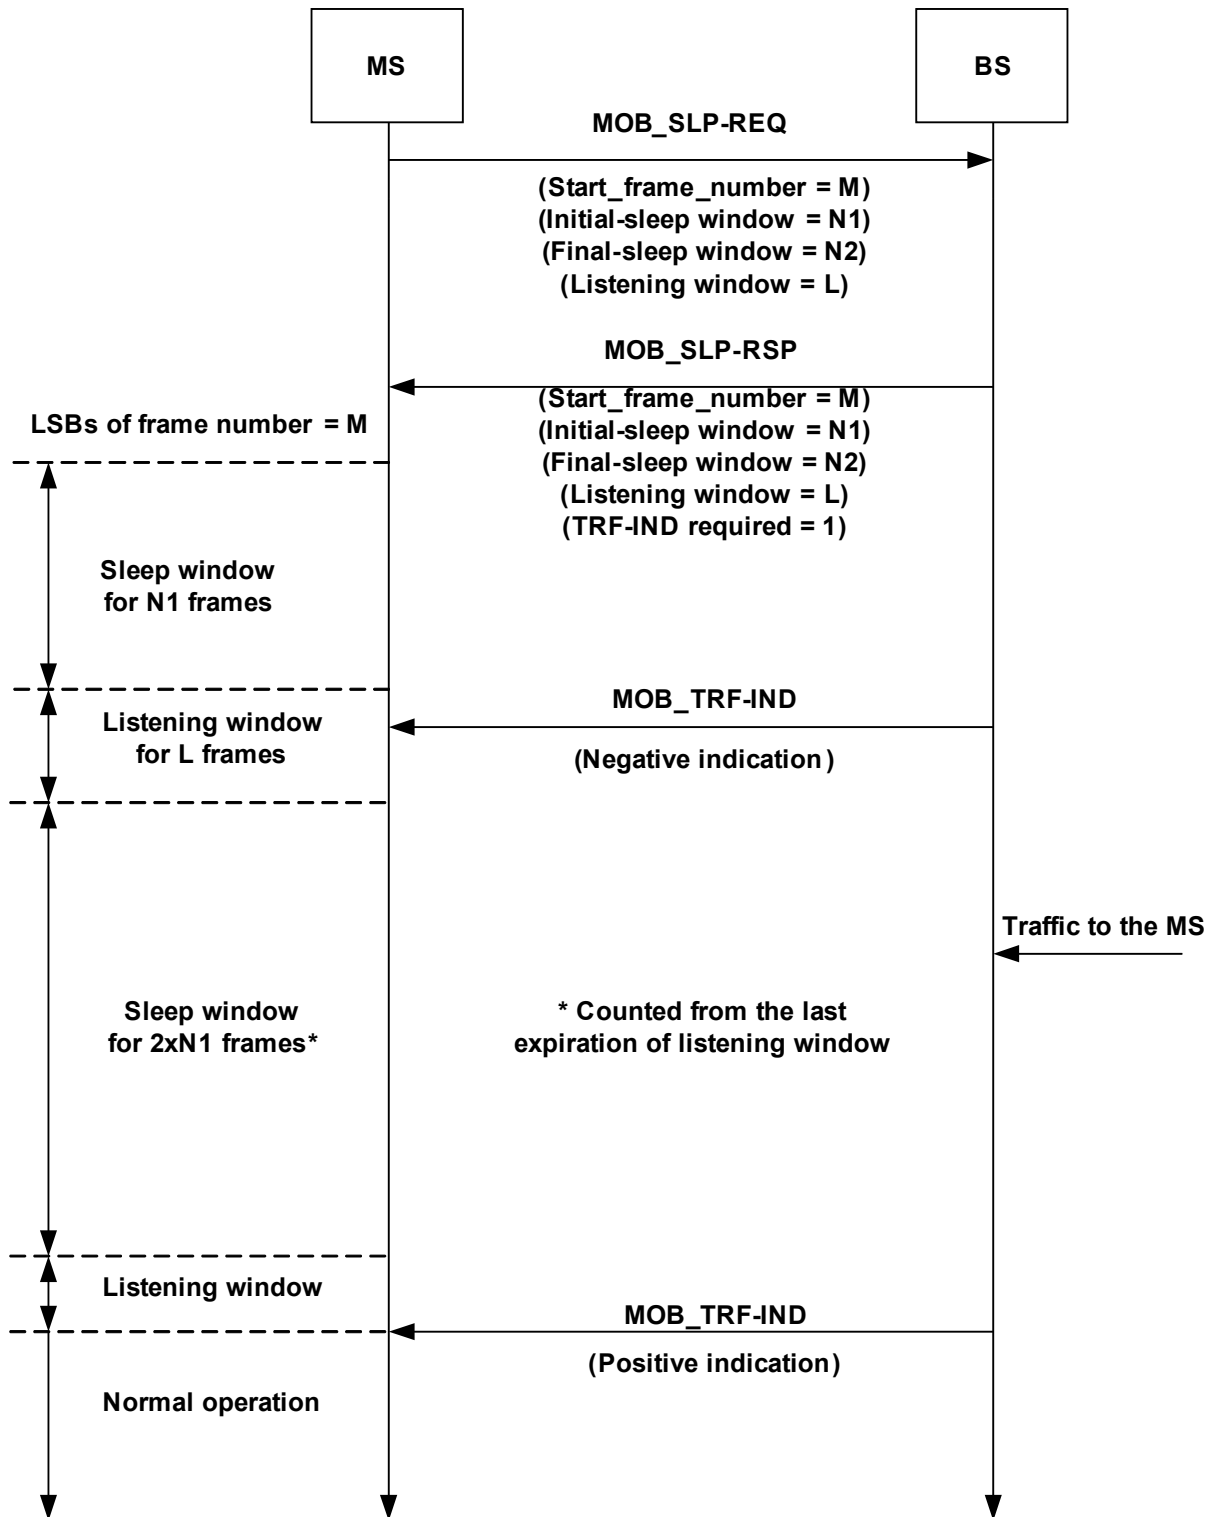 MS
BS
MOB_SLP-REQ
(Start_frame_number = M)
(Initial-sleep window = N1)
(Final-sleep window = N2)
(Listening window = L)
MOB_SLP-RSP
(Start_frame_number = M)
(Initial-sleep window = N1)
(Final-sleep window = N2)
(Listening window = L)
(TRF-IND required = 1)
LSBs of frame number = M
Sleep window
for N1 frames
Listening window
for L frames
MOB_TRF-IND
(Negative indication)
Traffic to the MS
Sleep window
for 2xN1 frames*
* Counted from the last
expiration of listening window
Listening window
MOB_TRF-IND
(Positive indication)
Normal operation